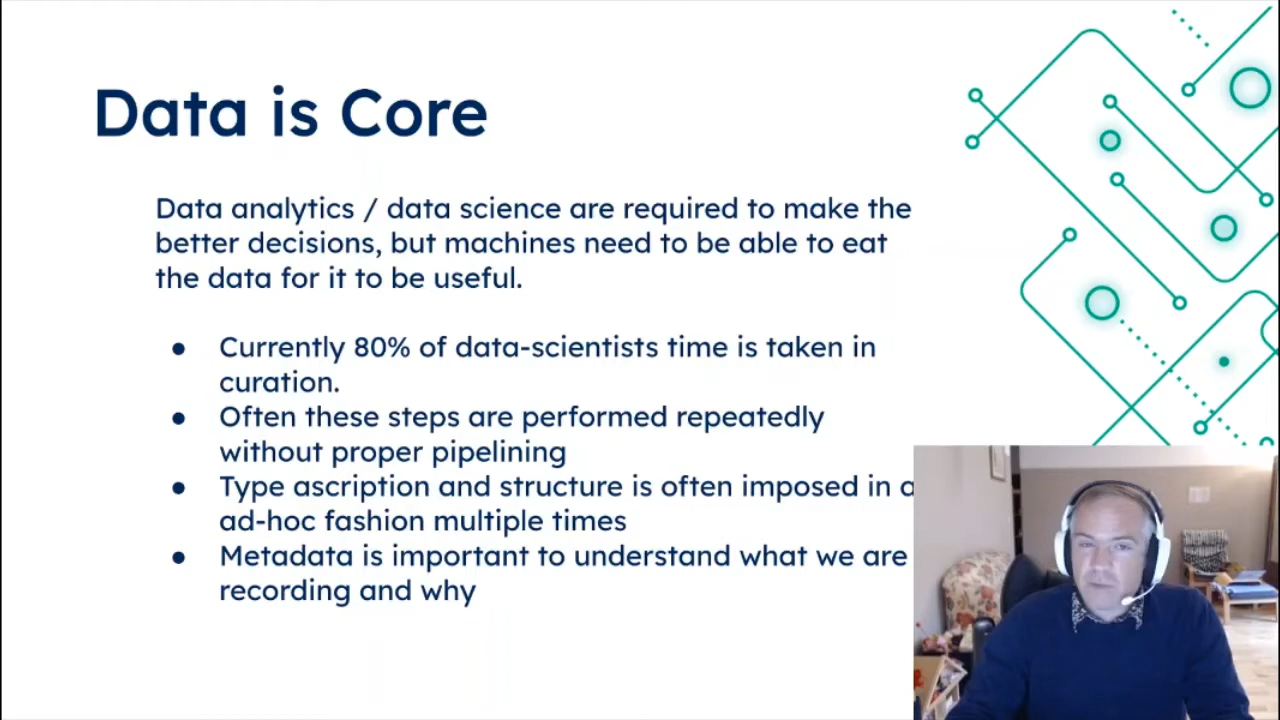 Data is Core
Data analytics / data science are required to make the
better decisions, but machines need to be able to eat
the data for it to be useful.
● Currently 80% of data-scientists time is taken in
curation.
● Often these steps are performed repeatedly
without proper pipelining
● Type ascription and structure is often imposed in a
ad-hoc fashion multiple times
● Metadata is important to understand what we are
recording and why